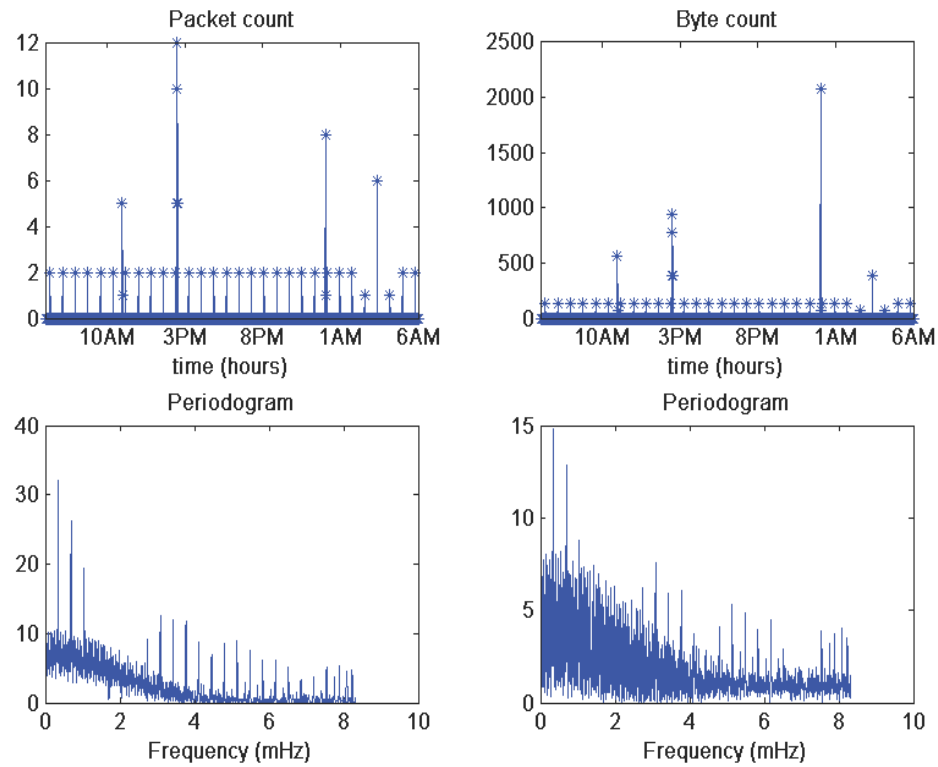 Packet count
12
10
8
6
4
2
0
10AM 3PM 8PM 1AM 6AM
time (hours)
Byte count
2500
2000
1500
1000
500
0
10AM 3PM 8PM 1AM 6AM
time (hours)
Periodogram
40
30
20
10
0
0 2 4 6 8 10
Frequency (mHz)
Periodogram
15
10
5
0
0 2 4 6 8 10
Frequency (mHz)